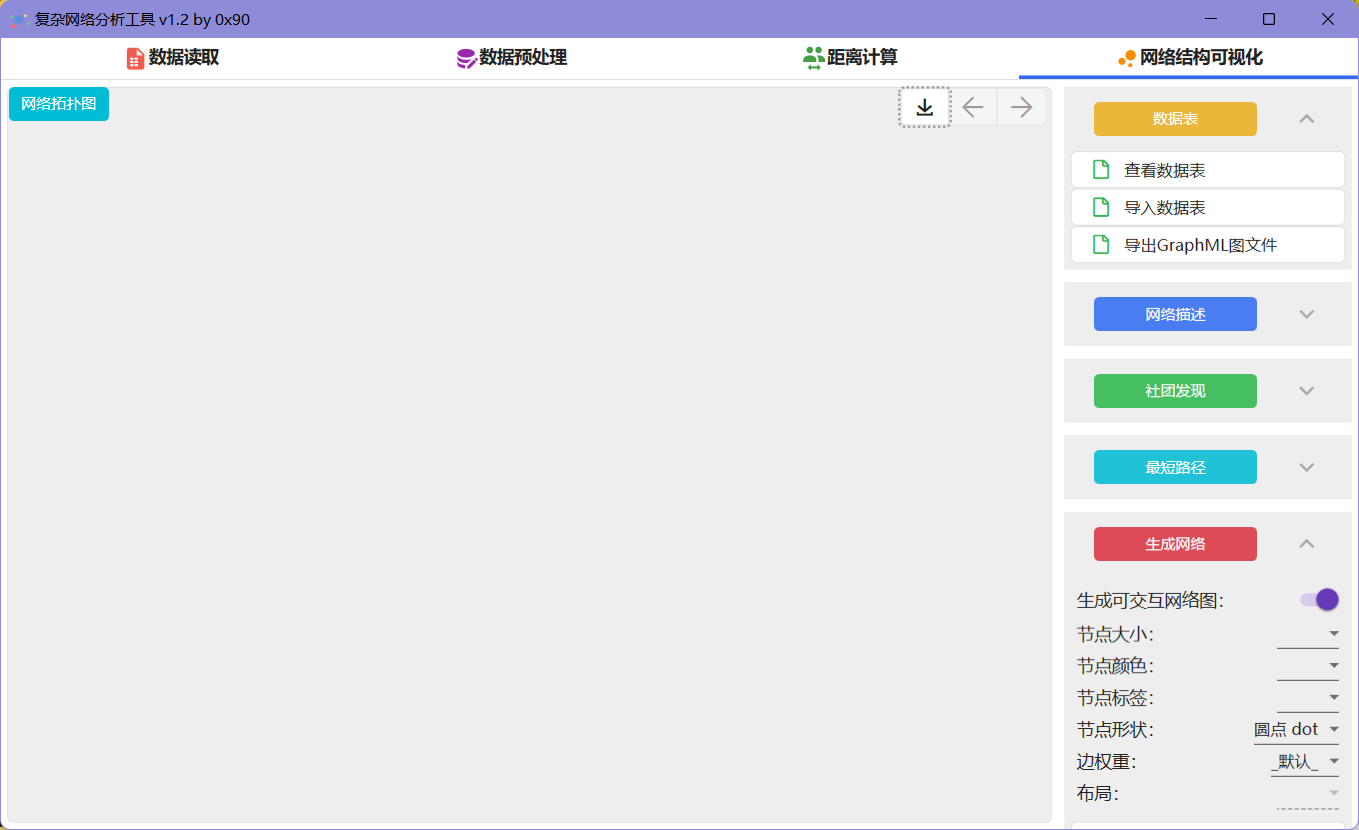 复杂网络分析工具 v1.2 by 0x90
数据读取
数据预处理
距离计算
网络结构可视化
网络拓扑图
数据表
查看数据表
导入数据表
导出GraphML图文件
网络描述
社团发现
最短路径
生成网络
生成可交互网络图:
节点大小:
节点颜色:
节点标签:
节点形状: 圆点 dot
边权重: _默认_
布局: